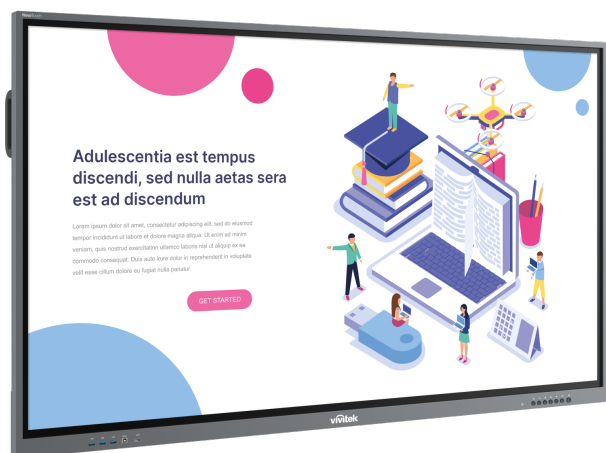 NovoTouch
Adulescentia est tempus
discendi, sed nulla aetas sera
est ad discendum
Lorem ipsum dolor sit amet, consectetur adipiscing elit, sed do eiusmod
tempor incididunt ut labore et dolore magna aliqua. Ut enim ad minim
veniam, quis nostrud exercitation ullamco laboris nisi ut aliquip ex ea
commodo consequat. Duis aute irure dolor in reprehenderit in voluptate
velit esse cillum dolore eu fugiat nulla pariatur.
GET STARTED
vivitek